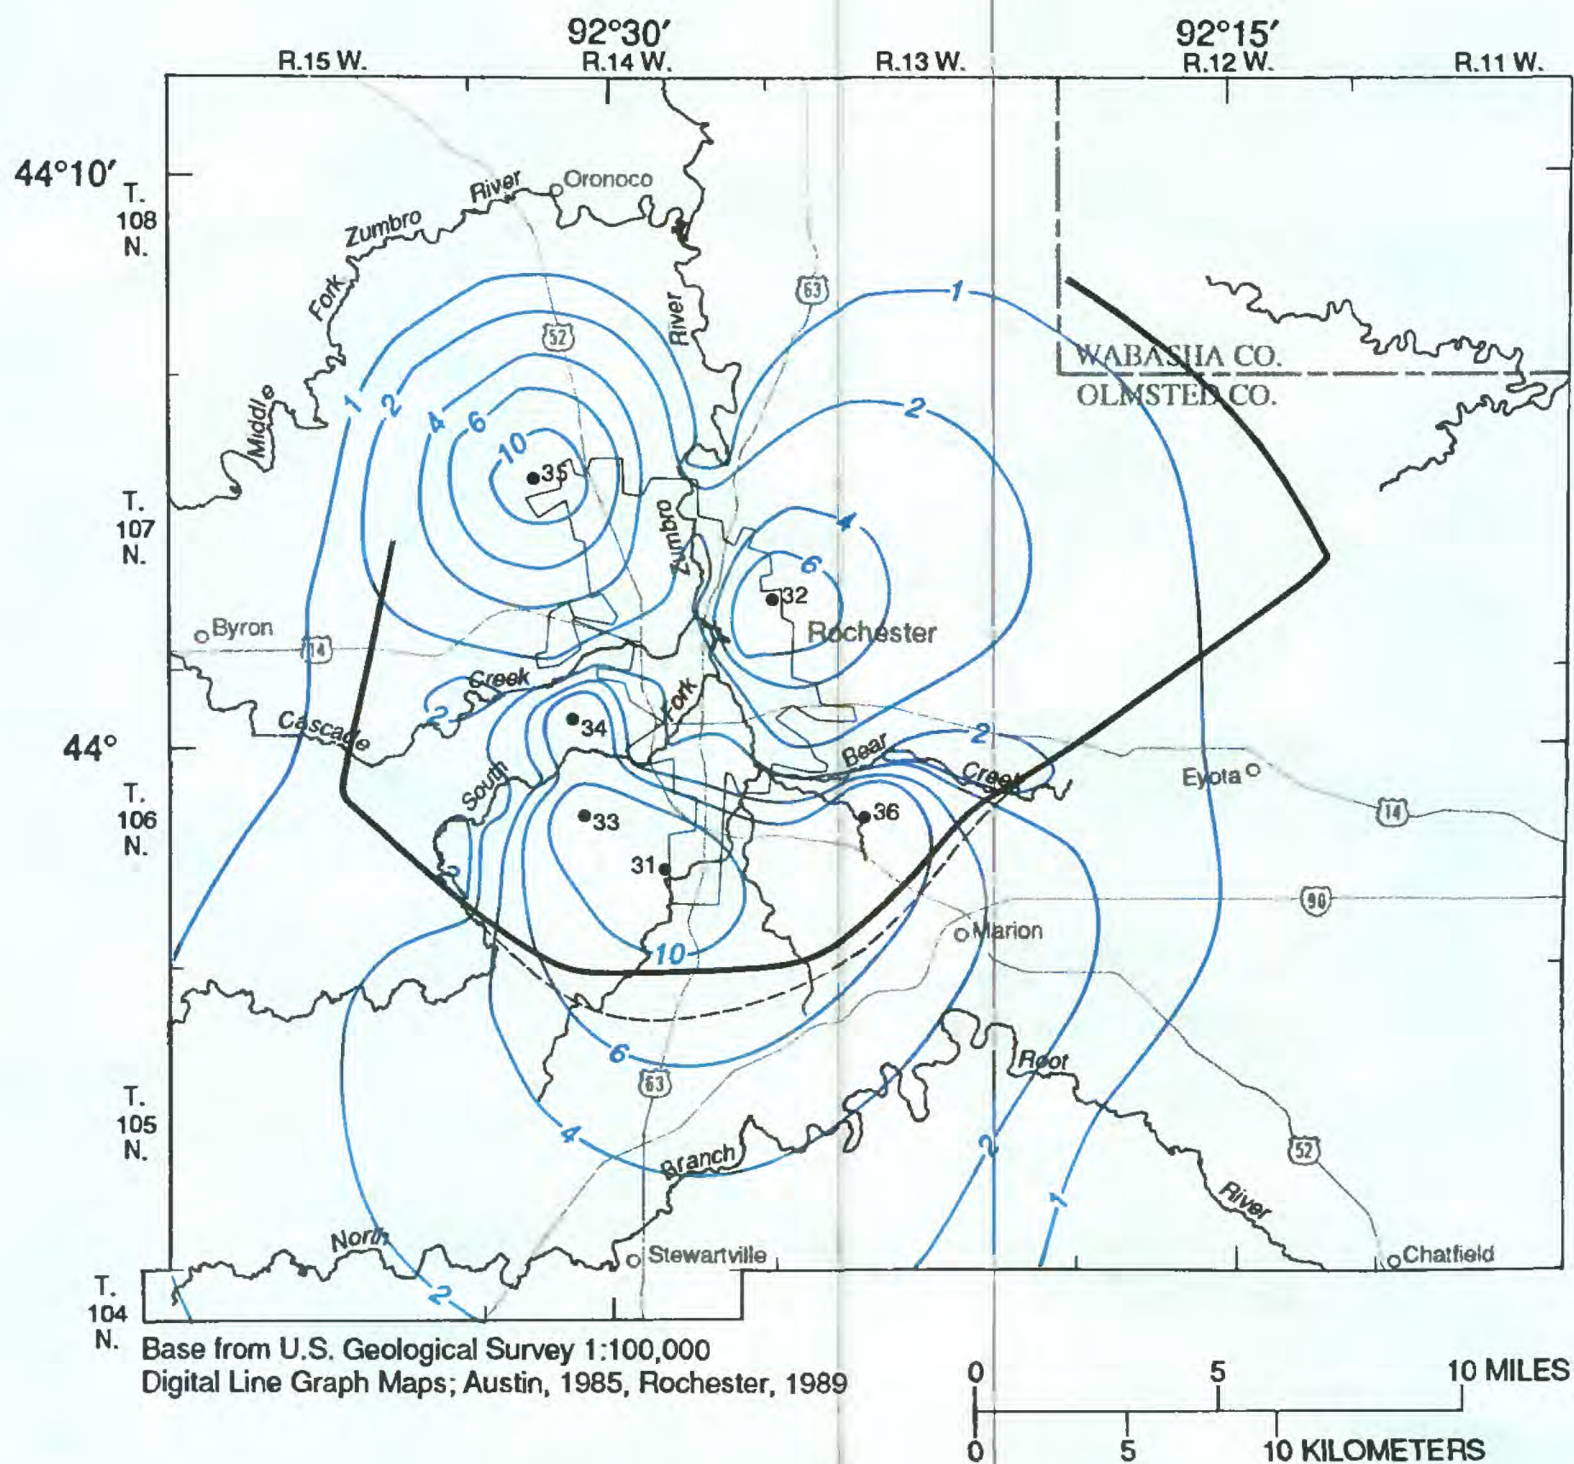 92°30′ 92°15′
R.15 W. R.14 W. R.13 W. R.12 W. R.11 W.
44°10′
T.
108
N.
River Oronoco
Zumbro
Fork
River
63
1
52
WABASHA CO.
OLMSTED CO.
Middle
1 2 4 6 10
2
35
T.
107
N.
Zumbro
4
6
32
Byron
14
Rochester
Creek
2
Fork
Cascade
34
44°
Bear
2
Creek
Eyota
South
T.
106
N.
33
36
14
31
2
90
Marion
10
6
Root
63
T.
105
N.
4
Branch
2
52
1
River
North
Stewartville
Chatfield
T.
104
N.
2
Base from U.S. Geological Survey 1:100,000
Digital Line Graph Maps; Austin, 1985, Rochester, 1989
0 5 10 MILES
0 5 10 KILOMETERS